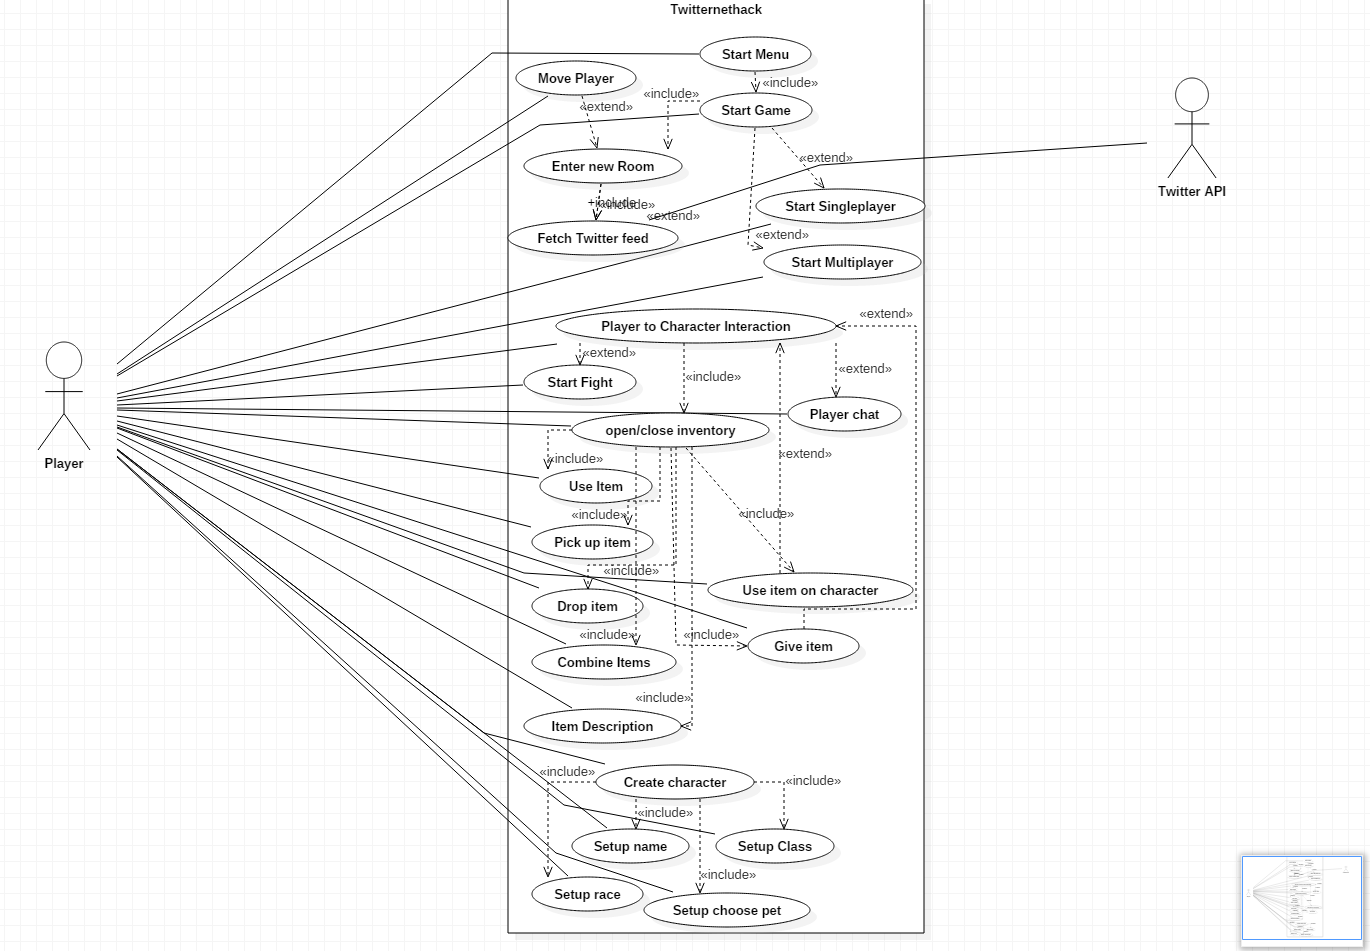 Twitternethack
Start Menu
Move Player
«include»
«include»
«extend»
Start Game
«extend»
Enter new Room
Twitter API
+include
«include»
Start Singleplayer
«extend»
«extend»
Fetch Twitter feed
Start Multiplayer
«extend»
Player to Character Interaction
«extend»
«extend»
«include»
Start Fight
Player chat
open/close inventory
«extend»
«include»
Player
Use Item
«include»
«include»
Pick up item
«include»
Use item on character
Drop item
«include»
«include»
Give item
Combine Items
«include»
Item Description
«include»
«include»
Create character
«include»
Setup name
Setup Class
«include»
Setup race
Setup choose pet